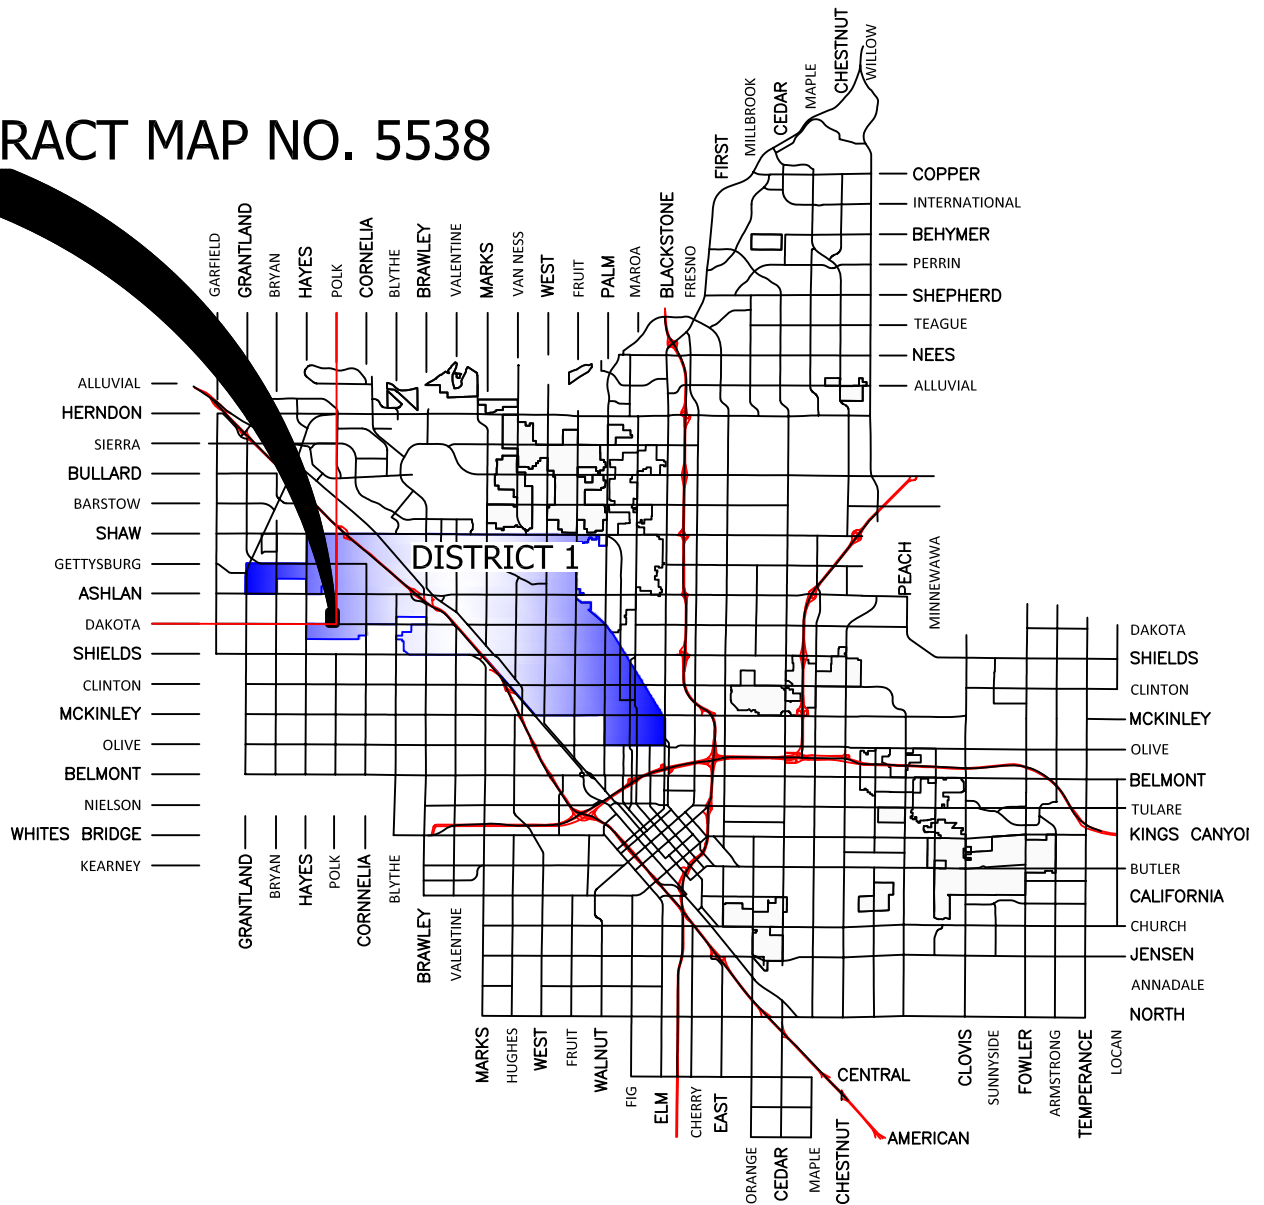 RACT MAP NO. 5538
GARFIELD
GRANTLAND
BRYAN
HAYES
POLK
CORNELIA
BLYTHE
BRAWLEY
VALENTINE
MARKS
VAN NESS
WEST
FRUIT
PALM
MAROA
BLACKSTONE
FRESNO
FIRST
MILLBROOK
CEDAR
MAPLE
CHESTNUT
WILLOW
COPPER
INTERNATIONAL
BEHYMER
PERRIN
SHEPHERD
TEAGUE
NEES
ALLUVIAL
ALLUVIAL
HERNDON
SIERRA
BULLARD
BARSTOW
SHAW
GETTYSBURG
ASHLAN
DAKOTA
SHIELDS
CLINTON
MCKINLEY
OLIVE
BELMONT
NIELSON
WHITES BRIDGE
KEARNEY
DISTRICT 1
PEACH
MINNEWAWA
DAKOTA
SHIELDS
CLINTON
MCKINLEY
OLIVE
BELMONT
TULARE
KINGS CANYO
BUTLER
CALIFORNIA
CHURCH
JENSEN
ANNADALE
NORTH
GRANTLAND
BRYAN
HAYES
POLK
CORNNELIA
BLYTHE
BRAWLEY
VALENTINE
MARKS
HUGHES
WEST
FRUIT
WALNUT
FIG
ELM
CHERRY
EAST
ORANGE
CEDAR
MAPLE
CHESTNUT
CENTRAL
AMERICAN
CLOVIS
SUNNYSIDE
FOWLER
ARMSTRONG
TEMPERANCE
LOCAN